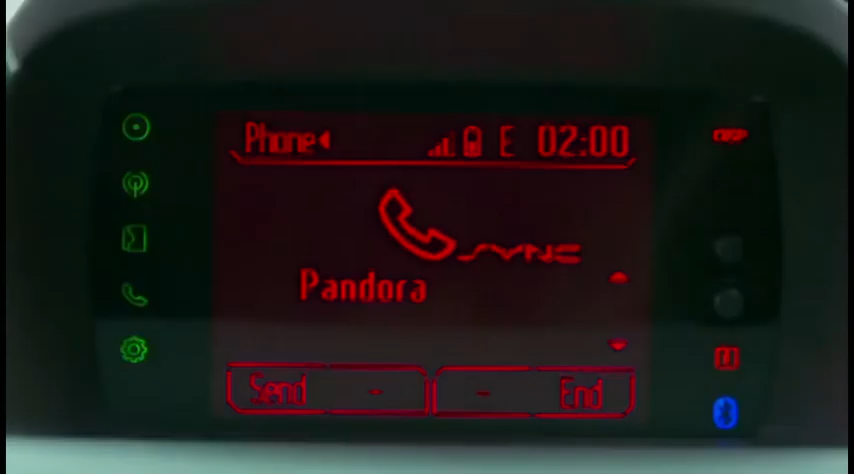 Phone E 02:00
SYNC
Pandora
Send - - End